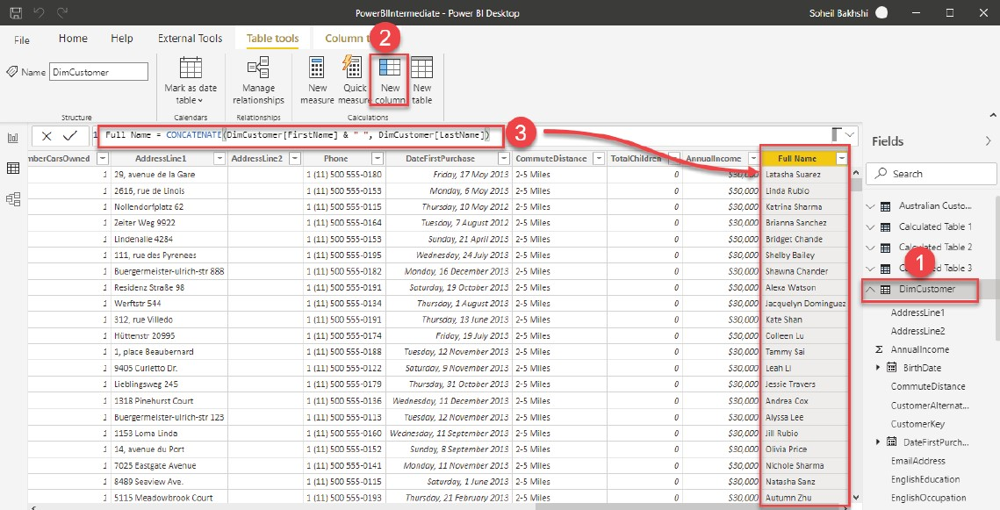 PowerBIIntermediate - Power BI Desktop
Soheil Bakhshi
File Home Help External Tools Table tools Column t
2
Name DimCustomer
Mark as date table
Manage relationships
New measure
Quick measure
New column
New table
Structure Calendars Relationships Calculations
1 Full Name = CONCATENATE(DimCustomer[FirstName] & " ", DimCustomer[LastName])
3
mberCarsOwned AddressLine1 AddressLine2 Phone DateFirstPurchase CommuteDistance TotalChildren AnnualIncome Full Name
1 29, avenue de la Gare 1 (11) 500 555-0180 Friday, 17 May 2013 2-5 Miles 0 $30,000 Latasha Suarez
1 2616, rue de Linois 1 (11) 500 555-0153 Monday, 6 May 2013 2-5 Miles 0 $30,000 Linda Rubio
1 Nollendorfplatz 62 1 (11) 500 555-0115 Thursday, 10 May 2012 2-5 Miles 0 $30,000 Katrina Sharma
1 Zeiter Weg 9922 1 (11) 500 555-0164 Tuesday, 7 August 2012 2-5 Miles 0 $30,000 Brianna Sanchez
1 Lindenalle 4284 1 (11) 500 555-0153 Sunday, 21 April 2013 2-5 Miles 0 $30,000 Bridget Chande
1 111, rue des Pyrenees 1 (11) 500 555-0195 Wednesday, 24 July 2013 2-5 Miles 0 $30,000 Shelby Bailey
1 Buergermeister-ulrich-str 888 1 (11) 500 555-0182 Monday, 16 December 2013 2-5 Miles 0 $30,000 Shawna Chander
1 Residenz Straße 98 1 (11) 500 555-0191 Saturday, 19 October 2013 2-5 Miles 0 $30,000 Alexa Watson
1 Werftstr 544 1 (11) 500 555-0134 Thursday, 1 August 2013 2-5 Miles 0 $30,000 Jacquelyn Dominguez
1 312, rue Villedo 1 (11) 500 555-0191 Thursday, 13 June 2013 2-5 Miles 0 $30,000 Kate Shan
1 Hüttenstr 20995 1 (11) 500 555-0174 Friday, 19 July 2013 2-5 Miles 0 $30,000 Colleen Lu
1 1, place Beaubernard 1 (11) 500 555-0188 Tuesday, 12 November 2013 2-5 Miles 0 $30,000 Tammy Sai
1 9405 Curletto Dr. 1 (11) 500 555-0122 Saturday, 9 November 2013 2-5 Miles 0 $30,000 Leah Li
1 Lieblingsweg 245 1 (11) 500 555-0179 Thursday, 31 October 2013 2-5 Miles 0 $30,000 Jessie Travers
1 1318 Pinehurst Court 1 (11) 500 555-0136 Wednesday, 13 November 2013 2-5 Miles 0 $30,000 Andrea Cox
1 Buergermeister-ulrich-str 123 1 (11) 500 555-0113 Tuesday, 12 November 2013 2-5 Miles 0 $30,000 Alyssa Lee
1 1153 Loma Linda 1 (11) 500 555-0160 Wednesday, 11 September 2013 2-5 Miles 0 $30,000 Jill Rubio
1 14, avenue du Port 1 (11) 500 555-0152 Sunday, 8 September 2013 2-5 Miles 0 $30,000 Olivia Price
1 7025 Eastgate Avenue 1 (11) 500 555-0141 Monday, 11 November 2013 2-5 Miles 0 $30,000 Nichole Sharma
1 8489 Seaview Ave. 1 (11) 500 555-0115 Saturday, 1 June 2013 2-5 Miles 0 $30,000 Natasha Sanz
1 5115 Meadowbrook Court 1 (11) 500 555-0193 Thursday, 21 February 2013 2-5 Miles 0 $30,000 Autumn Zhu
Fields
Search
Australian Custo...
Calculated Table 1
Calculated Table 2
ed Table 3
1
DimCustomer
AddressLine1
AddressLine2
Σ AnnualIncome
BirthDate
CommuteDistance
CustomerAlternat...
CustomerKey
DateFirstPurch...
EmailAddress
EnglishEducation
EnglishOccupation